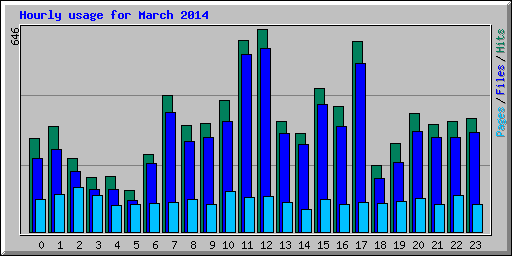 Hourly usage for March 2014
646
Pages / Files / Hits
0 1 2 3 4 5 6 7 8 9 10 11 12 13 14 15 16 17 18 19 20 21 22 23